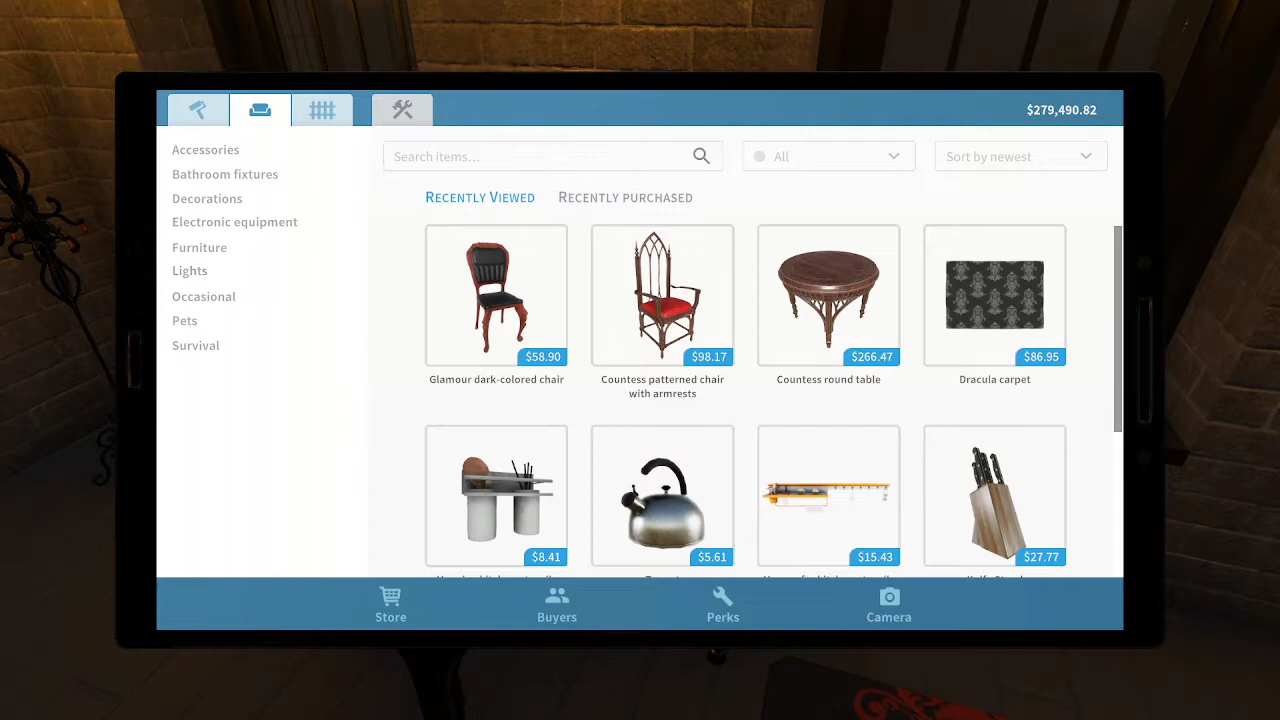 $279,490.82
Search items...
All
Sort by newest
Accessories
Bathroom fixtures
Decorations
Electronic equipment
Furniture
Lights
Occasional
Pets
Survival
RECENTLY VIEWED
RECENTLY PURCHASED
$58.90
$98.17
$266.47
$86.95
Glamour dark-colored chair
Countess patterned chair
with armrests
Countess round table
Dracula carpet
$8.41
$5.61
$15.43
$27.77
Store
Buyers
Perks
Camera